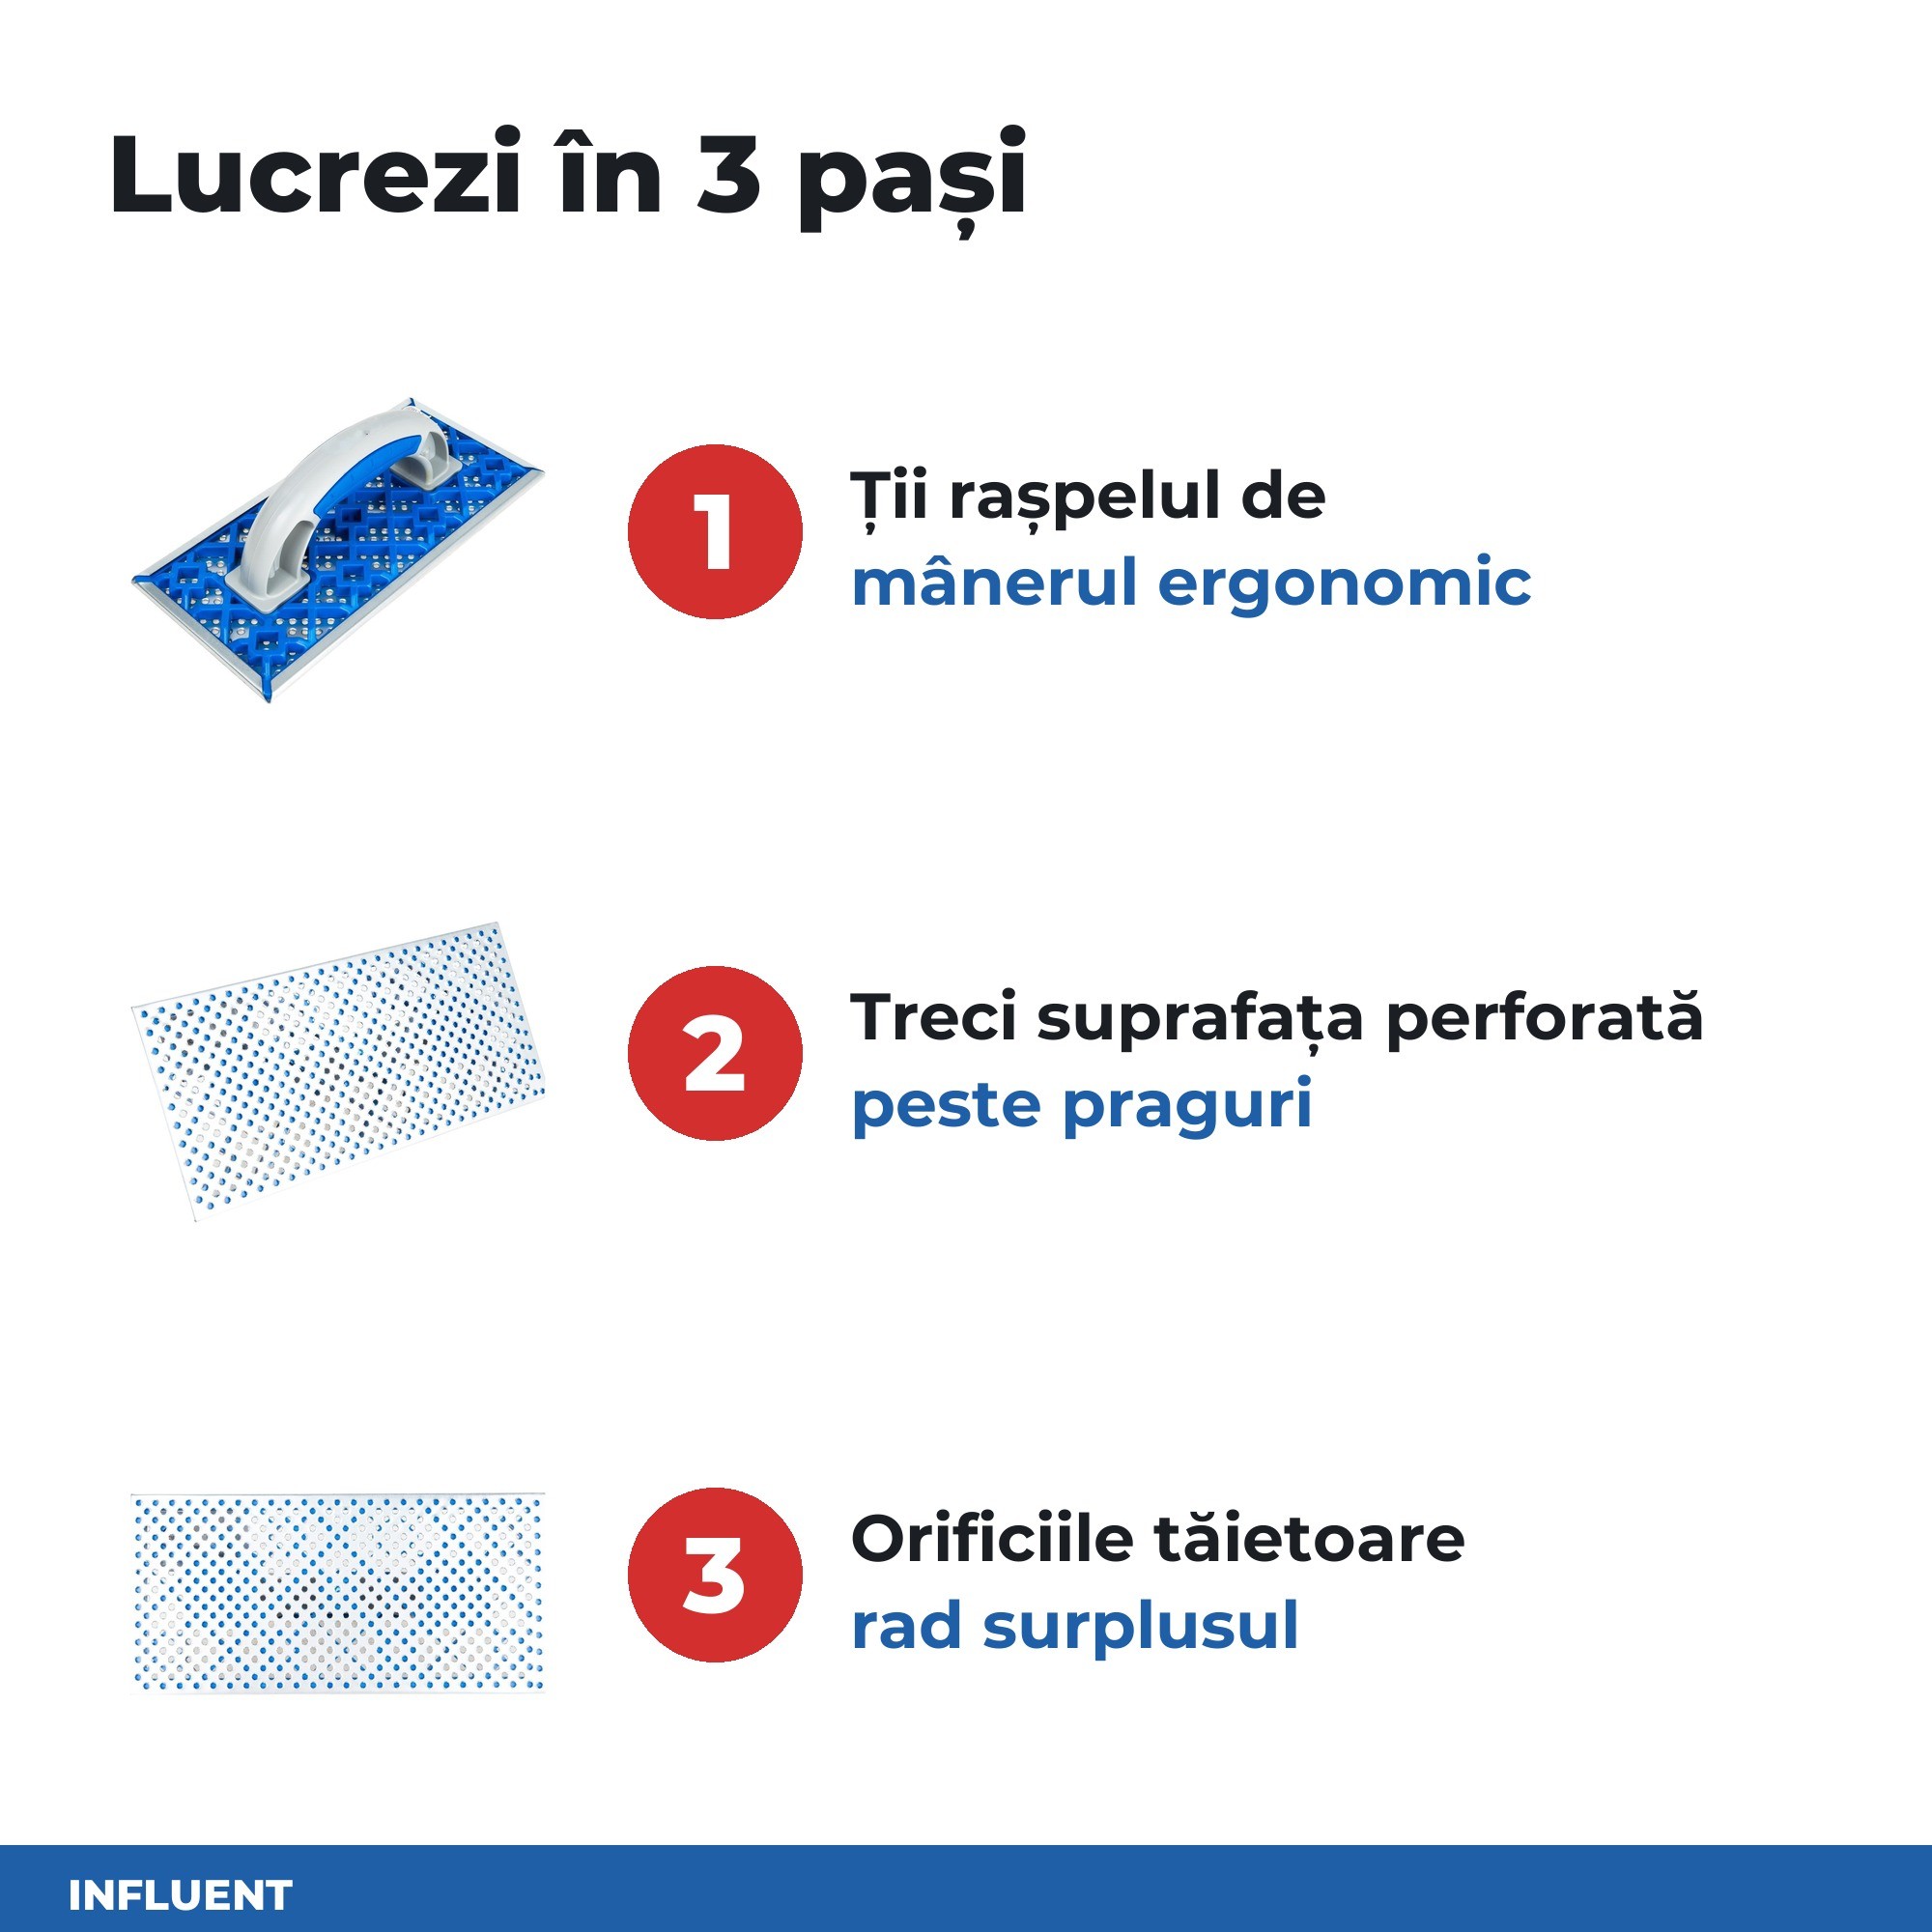 Lucrezi în 3 pași
1
Ții rașpelul de
mânerul ergonomic
2
Treci suprafața perforată
peste praguri
3
Orificiile tăietoare
rad surplusul
INFLUENT